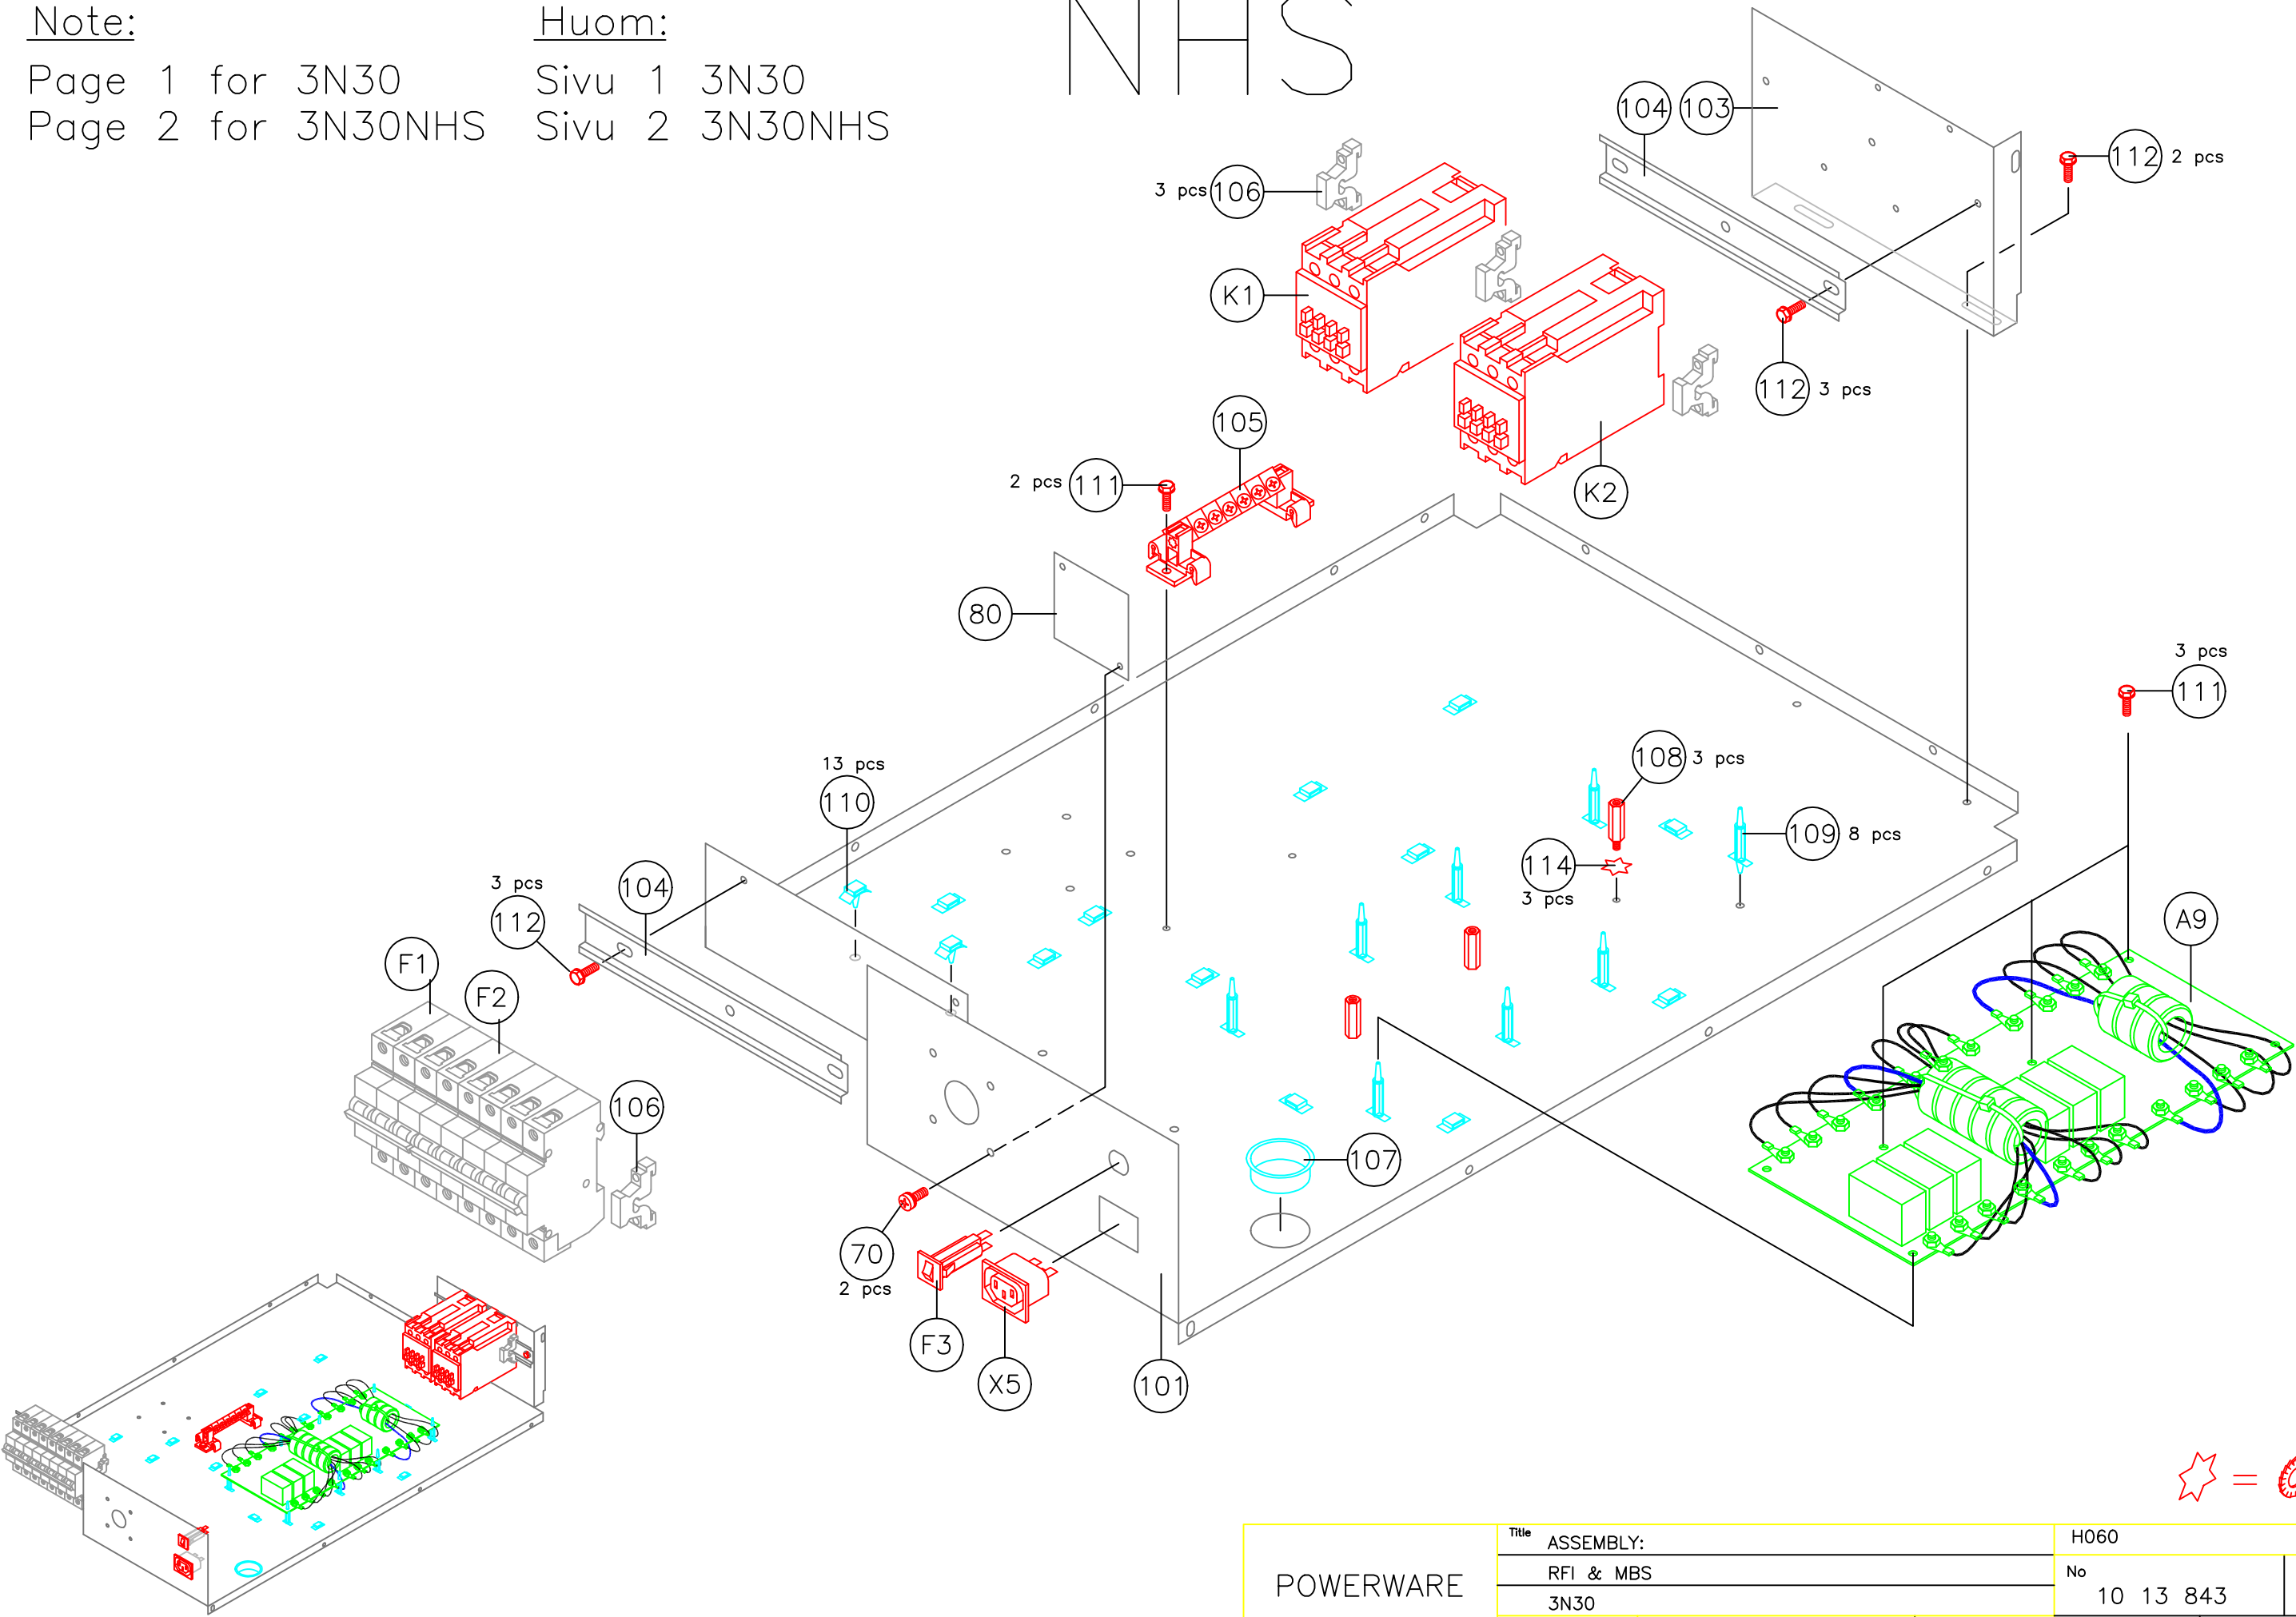 Note:
Page 1 for 3N30
Page 2 for 3N30NHS
Huom:
Sivu 1 3N30
Sivu 2 3N30NHS
NHS
104
103
112 2 pcs
3 pcs 106
K1
112 3 pcs
105
2 pcs 111
K2
80
3 pcs
111
13 pcs
110
108 3 pcs
109 8 pcs
114
3 pcs
3 pcs
112
104
A9
F1
F2
106
107
70
2 pcs
F3
X5
101
POWERWARE
Title ASSEMBLY:
RFI & MBS
3N30
H060
No
10 13 843